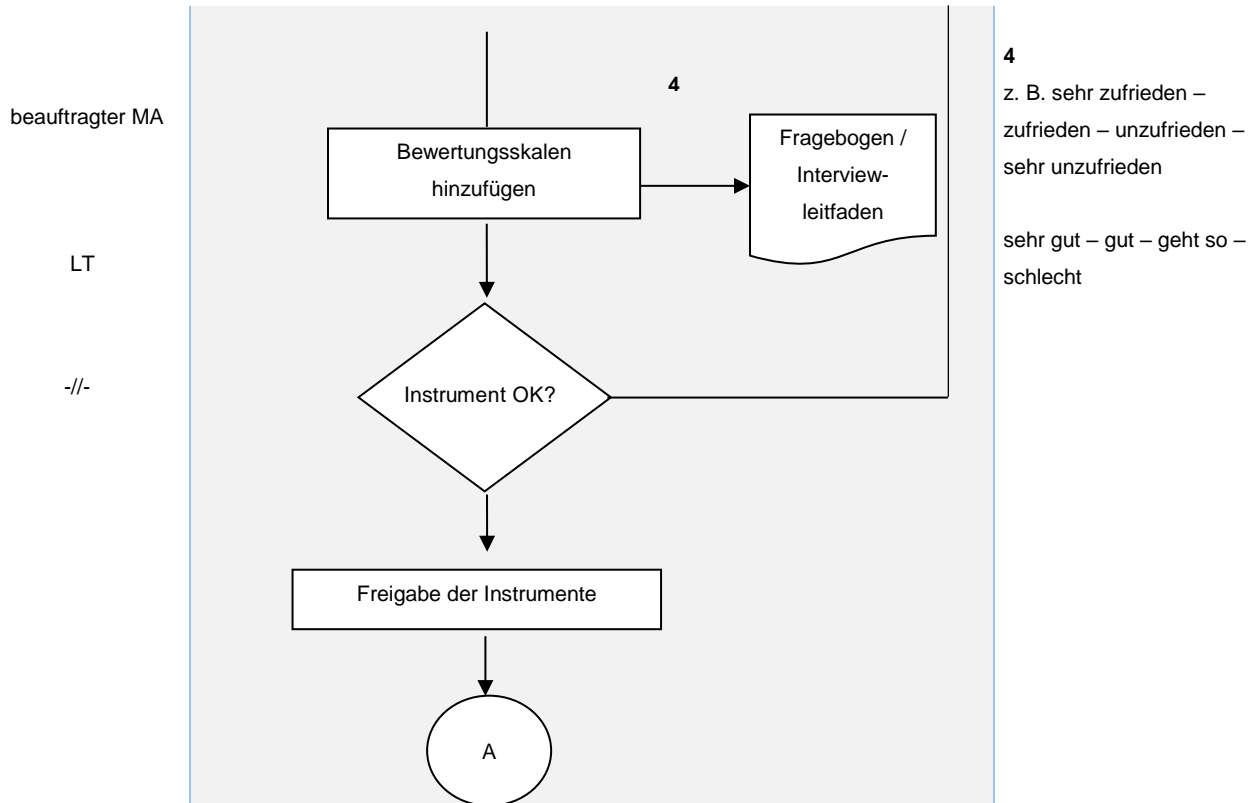 4
4
z. B. sehr zufrieden –
zufrieden – unzufrieden –
sehr unzufrieden
beauftragter MA
Bewertungsskalen
hinzufügen
Fragebogen /
Interview-
leitfaden
sehr gut – gut – geht so –
schlecht
LT
-//-
Instrument OK?
Freigabe der Instrumente
A